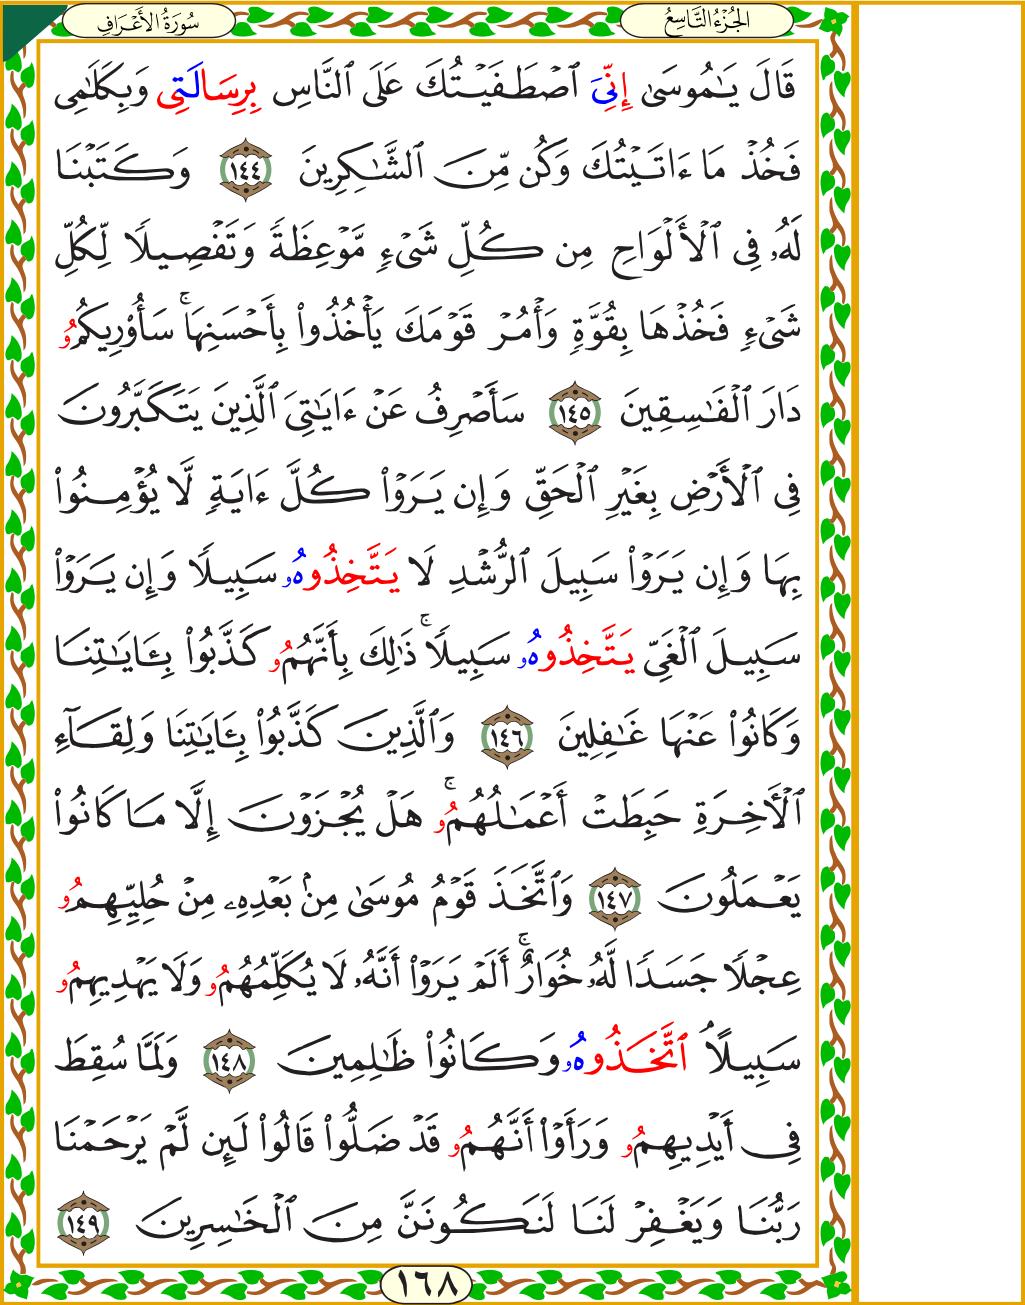 سُورَةُ الأَعْرَافِ
الجُزْءُ التَّاسِعُ
قَالَ يَٰمُوسَىٰ إِنِّيَ ٱصْطَفَيْتُكَ عَلَى ٱلنَّاسِ بِرِسَالَتِى وَبِكَلَٰمِى
فَخُذْ مَا ءَاتَيْتُكَ وَكُن مِّنَ ٱلشَّٰكِرِينَ ١٤٤ وَكَتَبْنَا
لَهُۥ فِى ٱلْأَلْوَاحِ مِن كُلِّ شَىْءٍ مَّوْعِظَةً وَتَفْصِيلًا لِّكُلِّ
شَىْءٍ فَخُذْهَا بِقُوَّةٍ وَأْمُرْ قَوْمَكَ يَأْخُذُوا۟ بِأَحْسَنِهَا ۚ سَأُو۟رِيكُمُۥ
دَارَ ٱلْفَٰسِقِينَ ١٤٥ سَأَصْرِفُ عَنْ ءَايَٰتِىَ ٱلَّذِينَ يَتَكَبَّرُونَ
فِى ٱلْأَرْضِ بِغَيْرِ ٱلْحَقِّ وَإِن يَرَوْا۟ كُلَّ ءَايَةٍ لَّا يُؤْمِنُوا۟
بِهَا وَإِن يَرَوْا۟ سَبِيلَ ٱلرُّشْدِ لَا يَتَّخِذُوهُۥ سَبِيلًا وَإِن يَرَوْا۟
سَبِيلَ ٱلْغَىِّ يَتَّخِذُوهُۥ سَبِيلًا ۚ ذَٰلِكَ بِأَنَّهُمُۥ كَذَّبُوا۟ بِـَٔايَٰتِنَا
وَكَانُوا۟ عَنْهَا غَٰفِلِينَ ١٤٦ وَٱلَّذِينَ كَذَّبُوا۟ بِـَٔايَٰتِنَا وَلِقَآءِ
ٱلْأَخِرَةِ حَبِطَتْ أَعْمَٰلُهُمُۥ ۚ هَلْ يُجْزَوْنَ إِلَّا مَا كَانُوا۟
يَعْمَلُونَ ١٤٧ وَٱتَّخَذَ قَوْمُ مُوسَىٰ مِنۢ بَعْدِهِۦ مِنْ حُلِيِّهِمُۥ
عِجْلًا جَسَدًا لَّهُۥ خُوَارٌ ۚ أَلَمْ يَرَوْا۟ أَنَّهُۥ لَا يُكَلِّمُهُمُۥ وَلَا يَهْدِيهِمُۥ
سَبِيلًا ٱتَّخَذُوهُۥ وَكَانُوا۟ ظَٰلِمِينَ ١٤٨ وَلَمَّا سُقِطَ
فِى أَيْدِيهِمُۥ وَرَأَوْا۟ أَنَّهُمُۥ قَدْ ضَلُّوا۟ قَالُوا۟ لَئِن لَّمْ يَرْحَمْنَا
رَبُّنَا وَيَغْفِرْ لَنَا لَنَكُونَنَّ مِنَ ٱلْخَٰسِرِينَ ١٤٩
١٦٨